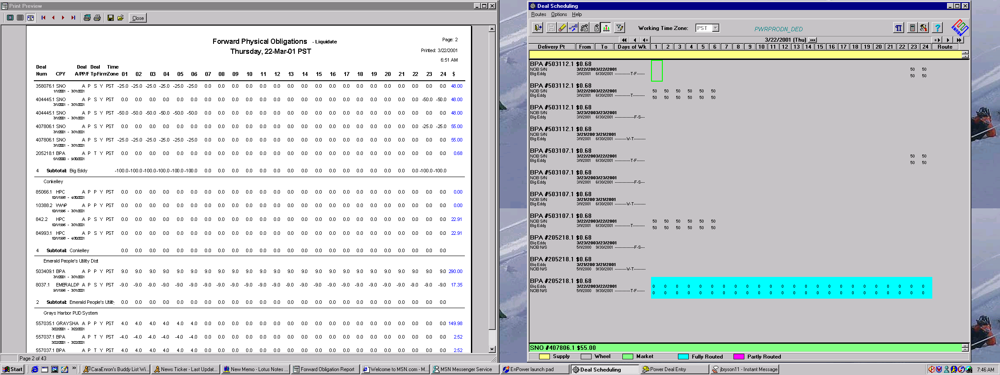 Print Preview
Close
Forward Physical Obligations - Liquidate
Page: 2
Thursday, 22-Mar-01 PST
Printed: 3/22/2001
6:51 AM
Deal Deal Deal Time
Num CPY A/P P/F Tp Firm Zone 01 02 03 04 05 06 07 08 09 10 11 12 13 14 15 16 17 18 19 20 21 22 23 24 $
358076.1 SNO A P S Y PST -25.0 -25.0 -25.0 -25.0 -25.0 -25.0 0.0 0.0 0.0 0.0 0.0 0.0 0.0 0.0 0.0 0.0 0.0 0.0 0.0 0.0 0.0 0.0 0.0 0.0 48.00
1/1/2001 - 3/31/2001
404445.1 SNO A P S Y PST 0.0 0.0 0.0 0.0 0.0 0.0 0.0 0.0 0.0 0.0 0.0 0.0 0.0 0.0 0.0 0.0 0.0 0.0 0.0 0.0 0.0 0.0 -50.0 -50.0 48.00
3/1/2001 - 3/31/2001
404445.1 SNO A P S Y PST -50.0 -50.0 -50.0 -50.0 -50.0 -50.0 0.0 0.0 0.0 0.0 0.0 0.0 0.0 0.0 0.0 0.0 0.0 0.0 0.0 0.0 0.0 0.0 0.0 0.0 48.00
3/1/2001 - 3/31/2001
407806.1 SNO A P S Y PST 0.0 0.0 0.0 0.0 0.0 0.0 0.0 0.0 0.0 0.0 0.0 0.0 0.0 0.0 0.0 0.0 0.0 0.0 0.0 0.0 0.0 0.0 -25.0 -25.0 55.00
3/1/2001 - 3/31/2001
407806.1 SNO A P S Y PST -25.0 -25.0 -25.0 -25.0 -25.0 -25.0 0.0 0.0 0.0 0.0 0.0 0.0 0.0 0.0 0.0 0.0 0.0 0.0 0.0 0.0 0.0 0.0 0.0 0.0 55.00
3/1/2001 - 3/31/2001
205218.1 BPA A P T Y PST 0.0 0.0 0.0 0.0 0.0 0.0 0.0 0.0 0.0 0.0 0.0 0.0 0.0 0.0 0.0 0.0 0.0 0.0 0.0 0.0 0.0 0.0 0.0 0.0 0.68
5/1/2000 - 9/30/2001
4 Subtotal: Big Eddy -100.0 -100.0 -100.0 -100.0 -100.0 -100.0 0.0 0.0 0.0 0.0 0.0 0.0 0.0 0.0 0.0 0.0 0.0 0.0 0.0 0.0 0.0 0.0 -100.0 -100.0
Conkelley
85066.1 HPC A P P Y PST 0.0 0.0 0.0 0.0 0.0 0.0 0.0 0.0 0.0 0.0 0.0 0.0 0.0 0.0 0.0 0.0 0.0 0.0 0.0 0.0 0.0 0.0 0.0 0.0 0.00
10/1/1998 - 4/30/2001
10388.2 WWP A P P Y PST 0.0 0.0 0.0 0.0 0.0 0.0 0.0 0.0 0.0 0.0 0.0 0.0 0.0 0.0 0.0 0.0 0.0 0.0 0.0 0.0 0.0 0.0 0.0 0.0 0.00
10/1/1996 - 3/31/2001
842.2 HPC A P S Y PST 0.0 0.0 0.0 0.0 0.0 0.0 0.0 0.0 0.0 0.0 0.0 0.0 0.0 0.0 0.0 0.0 0.0 0.0 0.0 0.0 0.0 0.0 0.0 0.0 22.91
10/1/1996 - 3/31/2001
84993.1 HPC A P S Y PST 0.0 0.0 0.0 0.0 0.0 0.0 0.0 0.0 0.0 0.0 0.0 0.0 0.0 0.0 0.0 0.0 0.0 0.0 0.0 0.0 0.0 0.0 0.0 0.0 22.91
10/1/1998 - 4/30/2001
4 Subtotal: Conkelley 0.0 0.0 0.0 0.0 0.0 0.0 0.0 0.0 0.0 0.0 0.0 0.0 0.0 0.0 0.0 0.0 0.0 0.0 0.0 0.0 0.0 0.0 0.0 0.0
Emerald People's Utility Dist
503409.1 BPA A P P Y PST 9.0 9.0 9.0 9.0 9.0 9.0 9.0 9.0 9.0 9.0 9.0 9.0 9.0 9.0 9.0 9.0 9.0 9.0 9.0 9.0 9.0 9.0 9.0 9.0 290.00
3/1/2001 - 3/31/2001
8037.1 EMERALDP A P S Y PST -9.0 -9.0 -9.0 -9.0 -9.0 -9.0 -9.0 -9.0 -9.0 -9.0 -9.0 -9.0 -9.0 -9.0 -9.0 -9.0 -9.0 -9.0 -9.0 -9.0 -9.0 -9.0 -9.0 -9.0 17.35
9/1/1996 - 3/31/2001
2 Subtotal: Emerald People's Utility 0.0 0.0 0.0 0.0 0.0 0.0 0.0 0.0 0.0 0.0 0.0 0.0 0.0 0.0 0.0 0.0 0.0 0.0 0.0 0.0 0.0 0.0 0.0 0.0
Grays Harbor PUD System
557035.1 GRAYSHA A P P Y PST 4.0 4.0 4.0 4.0 4.0 4.0 0.0 0.0 0.0 0.0 0.0 0.0 0.0 0.0 0.0 0.0 0.0 0.0 0.0 0.0 0.0 0.0 0.0 0.0 149.98
3/22/2001 - 3/22/2001
557037.1 BPA A P T Y PST -4.0 -4.0 -4.0 -4.0 -4.0 -4.0 0.0 0.0 0.0 0.0 0.0 0.0 0.0 0.0 0.0 0.0 0.0 0.0 0.0 0.0 0.0 0.0 0.0 0.0 2.52
3/22/2001 - 3/22/2001
557037.1 BPA A P T Y PST 4.0 4.0 4.0 4.0 4.0 4.0 0.0 0.0 0.0 0.0 0.0 0.0 0.0 0.0 0.0 0.0 0.0 0.0 0.0 0.0 0.0 0.0 0.0 0.0 2.52
Page 2 of 43
Deal Scheduling
Routes Options Help
Working Time Zone: PST PWRPRODN_DED ENRON
3/22/2001 (Thu)
Delivery Pt From To Days of Wk 1 2 3 4 5 6 7 8 9 10 11 12 13 14 15 16 17 18 19 20 21 22 23 24 Route
BPA #503112.1 $0.68
NOB S/N 3/22/2003/22/2001 50 50
Big Eddy 3/1/2001 6/30/2001 ------------T-F------ 50 50
BPA #503112.1 $0.68
NOB S/N 3/22/2003/22/2001 50 50 50 50 50 50
Big Eddy 3/1/2001 6/30/2001 ------------T--------- 50 50 50 50 50 50
BPA #503112.1 $0.68
NOB S/N 3/23/2003/23/2001
Big Eddy 3/1/2001 6/30/2001 ---------------F-S---
BPA #503112.1 $0.68
NOB S/N 3/21/2003/21/2001
Big Eddy 3/1/2001 6/30/2001 ---------W-T---------
BPA #503107.1 $0.68
NOB S/N 3/22/2003/22/2001 50 50
Big Eddy 3/1/2001 6/30/2001 ------------T-F------ 50 50
BPA #503107.1 $0.68
NOB S/N 3/23/2003/23/2001
Big Eddy 3/1/2001 6/30/2001 ---------------F-S---
BPA #503107.1 $0.68
NOB S/N 3/21/2003/21/2001
Big Eddy 3/1/2001 6/30/2001 ---------W-T---------
BPA #503107.1 $0.68
NOB S/N 3/22/2003/22/2001 50 50 50 50 50 50
Big Eddy 3/1/2001 6/30/2001 ------------T--------- 50 50 50 50 50 50
BPA #205218.1 $0.68
Big Eddy 3/23/2003/23/2001
NOB N/S 5/1/2000 9/30/2001 ---------------F-S---
BPA #205218.1 $0.68
Big Eddy 3/21/2003/21/2001
NOB N/S 5/1/2000 9/30/2001 ---------W-T---------
BPA #205218.1 $0.68
Big Eddy 3/22/2003/22/2001 0 0 0 0 0 0 0 0 0 0 0 0 0 0 0 0 0 0 0 0 0 0 0 0
NOB N/S 5/1/2000 9/30/2001 ------------T-F------ 0 0 0 0 0 0 0 0 0 0 0 0 0 0 0 0 0 0 0 0 0 0 0 0
SNO #407806.1 $55.00
Supply Wheel Market Fully Routed Partly Routed
Start CaraEnron's Buddy List Wi... News Ticker - Last Updat... New Memo - Lotus Notes ... Forward Obligation Report Welcome to MSN.com - M... MSN Messenger Service EnPower launch pad Deal Scheduling Power Deal Entry jbryson11 - Instant Message 7:46 AM